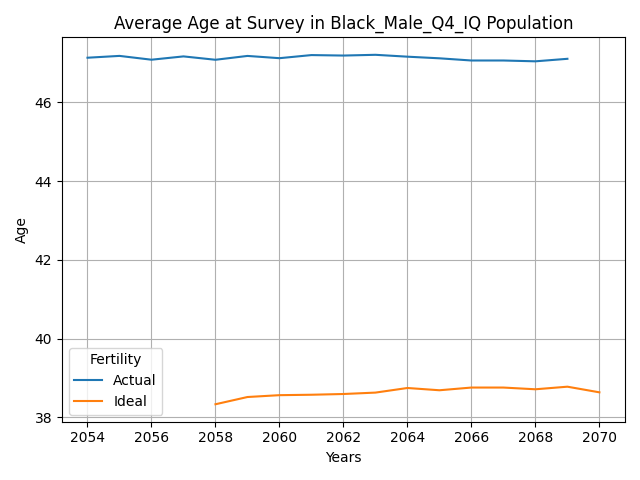 Average Age at Survey in Black_Male_Q4_IQ Population
Age
46
44
42
40
38
Fertility
Actual
Ideal
2054 2056 2058 2060 2062 2064 2066 2068 2070
Years